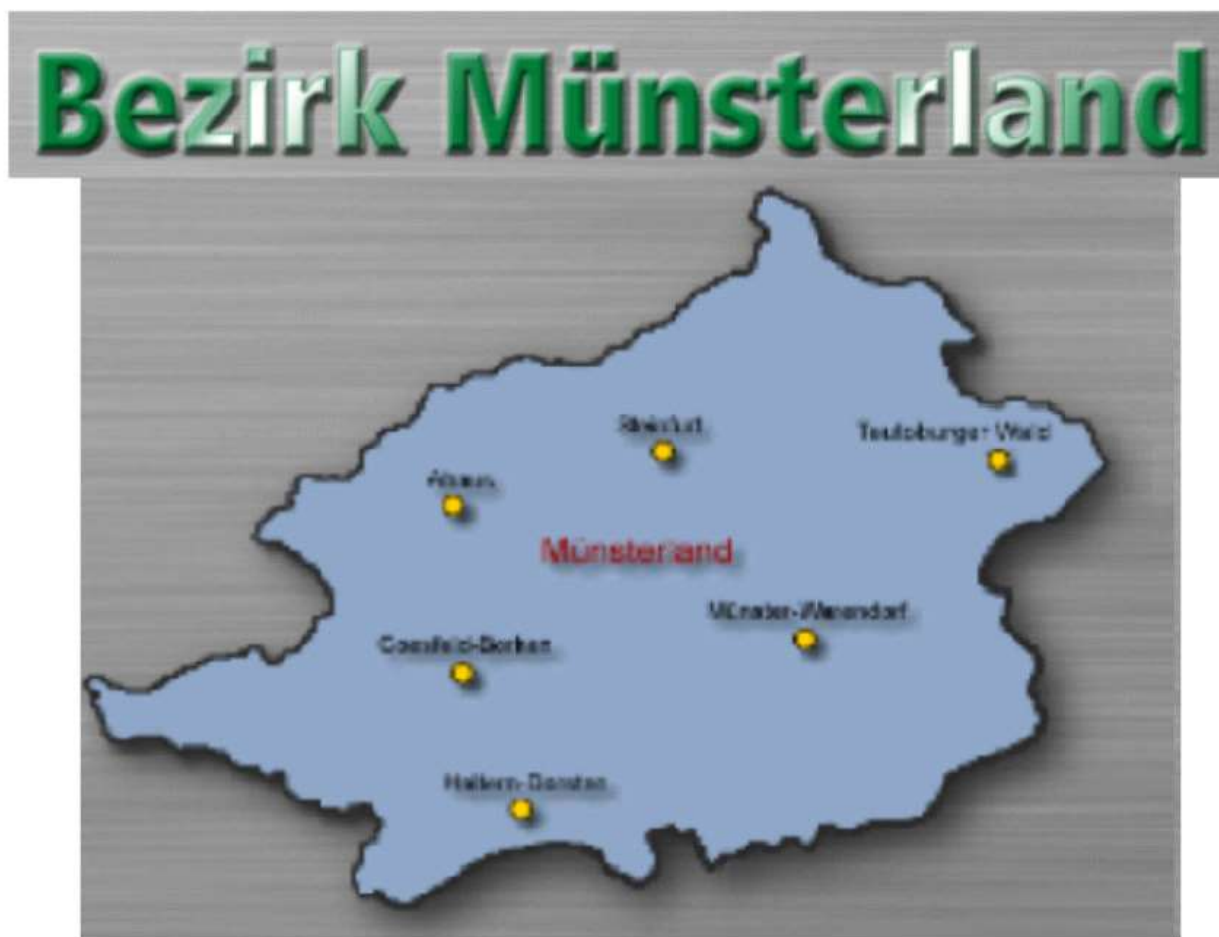 Bezirk Münsterland
Steinfurt
Teutoburger Wald
Ahaus
Münsterland
Münster-Warendorf
Coesfeld-Borken
Haltern-Dorsten